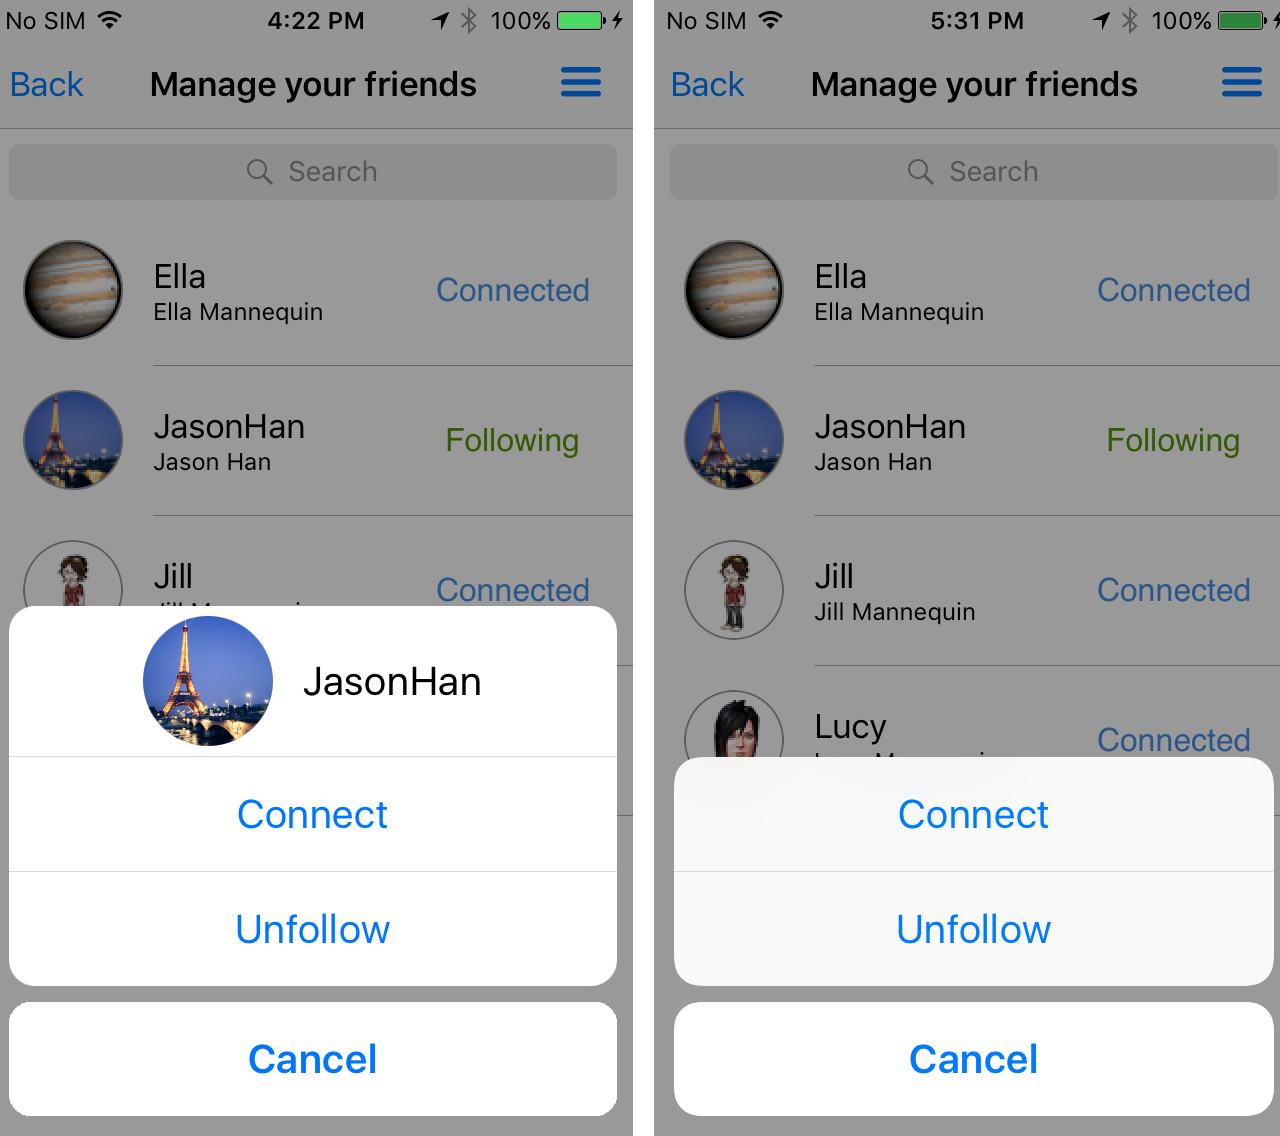 No SIM 4:22 PM 100%
Back Manage your friends
Search
Ella
Ella Mannequin
Connected
JasonHan
Jason Han
Following
Jill
Connected
JasonHan
Connect
Unfollow
Cancel
No SIM 5:31 PM 100%
Back Manage your friends
Search
Ella
Ella Mannequin
Connected
JasonHan
Jason Han
Following
Jill
Jill Mannequin
Connected
Lucy
Connected
Connect
Unfollow
Cancel